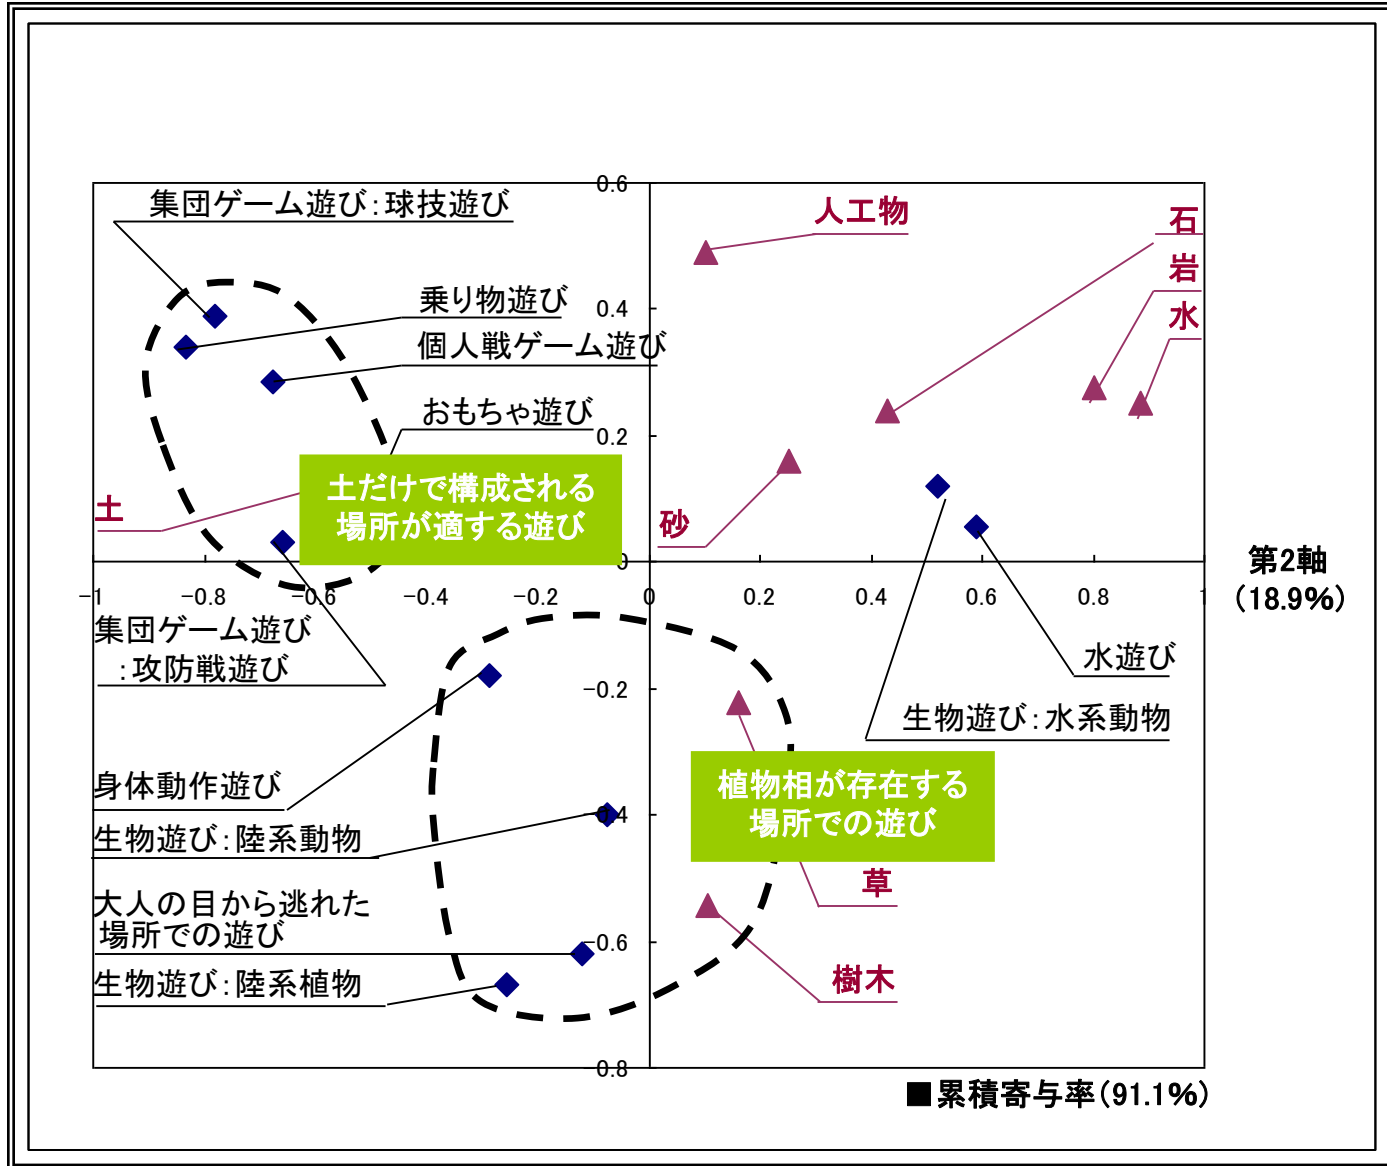 0.6
集団ゲーム遊び：球技遊び
人工物
石
岩
水
乗り物遊び
0.4
個人戦ゲーム遊び
おもちゃ遊び
0.2
土だけで構成される
場所が適する遊び
土
砂
0
第2軸
（18.9%）
-1
-0.8
-0.6
-0.4
-0.2
0
0.2
0.4
0.6
0.8
1
集団ゲーム遊び
：攻防戦遊び
水遊び
-0.2
生物遊び：水系動物
身体動作遊び
植物相が存在する
場所での遊び
-0.4
生物遊び：陸系動物
草
大人の目から逃れた
場所での遊び
-0.6
生物遊び：陸系植物
樹木
-0.8
■累積寄与率（91.1%）